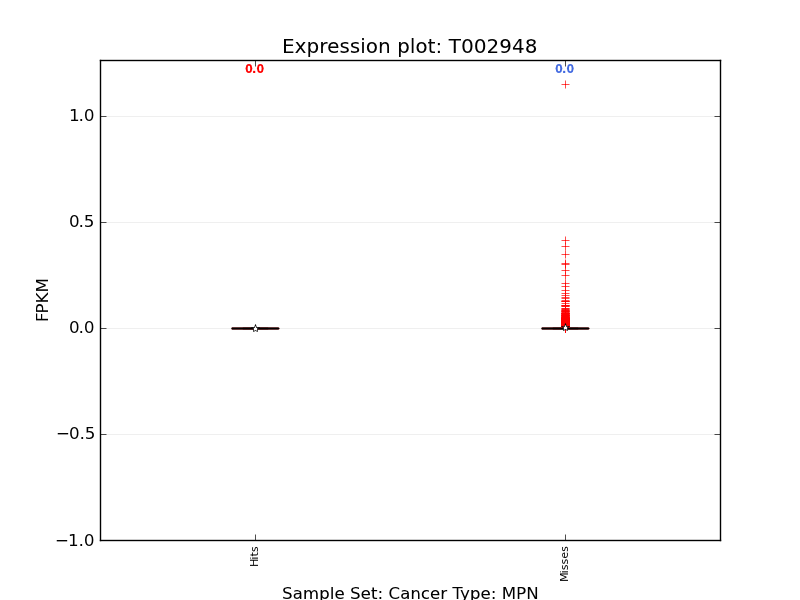 Expression plot: T002948
0.0 0.0
1.0
0.5
0.0
−0.5
−1.0
FPKM
Hits
Misses
Sample Set: Cancer Type: MPN